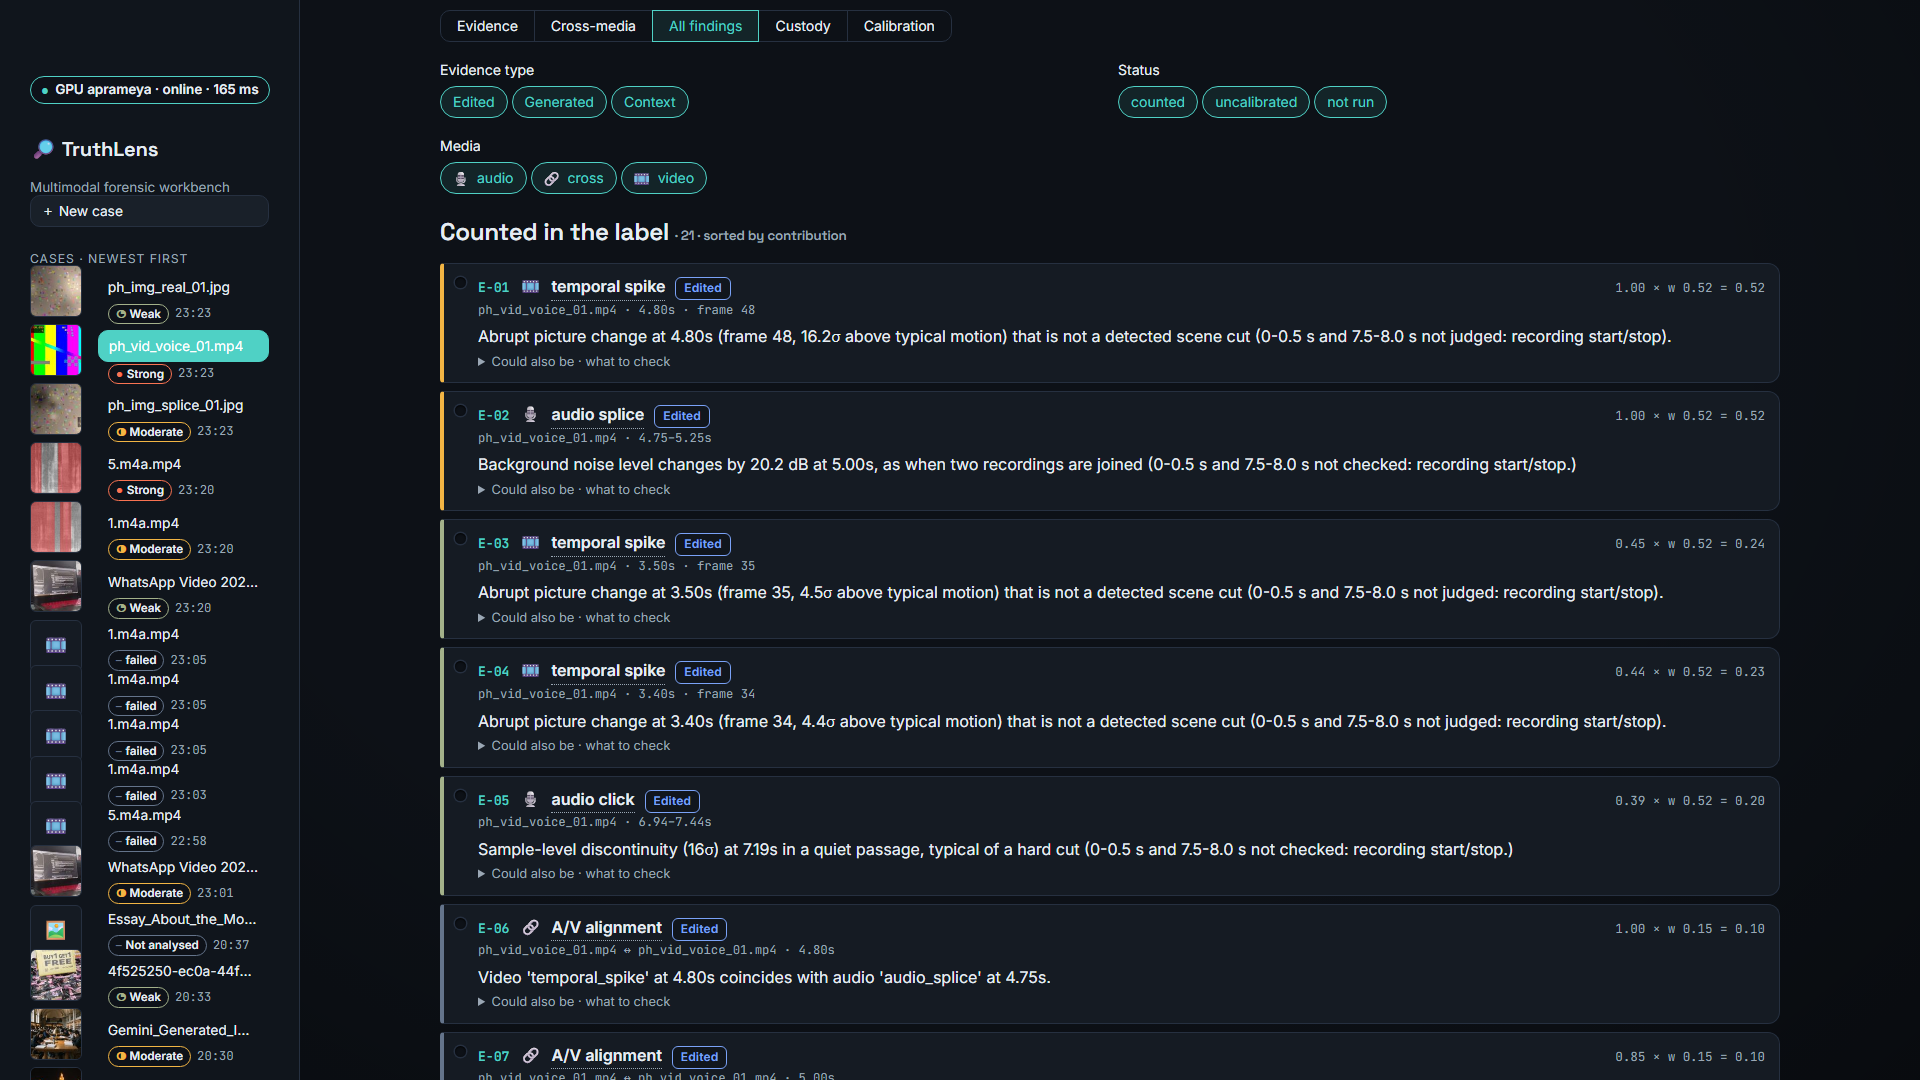 GPU aprameya · online · 165 ms
TruthLens
Multimodal forensic workbench
+ New case
CASES · NEWEST FIRST
ph_img_real_01.jpg
Weak 23:23
ph_vid_voice_01.mp4
Strong 23:23
ph_img_splice_01.jpg
Moderate 23:23
5.m4a.mp4
Strong 23:20
1.m4a.mp4
Moderate 23:20
WhatsApp Video 202...
Weak 23:20
1.m4a.mp4
– failed 23:05
1.m4a.mp4
– failed 23:05
1.m4a.mp4
– failed 23:05
1.m4a.mp4
– failed 23:03
5.m4a.mp4
– failed 22:58
WhatsApp Video 202...
Moderate 23:01
Essay_About_the_Mo...
– Not analysed 20:37
BUY 1 GET 1
FREE
4f525250-ec0a-44f...
Weak 20:33
Gemini_Generated_I...
Moderate 20:30
Evidence Cross-media All findings Custody Calibration
Evidence type
Edited Generated Context
Status
counted uncalibrated not run
Media
audio cross video
Counted in the label · 21 · sorted by contribution
E-01 temporal spike Edited 1.00 × w 0.52 = 0.52
ph_vid_voice_01.mp4 · 4.80s · frame 48
Abrupt picture change at 4.80s (frame 48, 16.2σ above typical motion) that is not a detected scene cut (0-0.5 s and 7.5-8.0 s not judged: recording start/stop).
Could also be · what to check
E-02 audio splice Edited 1.00 × w 0.52 = 0.52
ph_vid_voice_01.mp4 · 4.75–5.25s
Background noise level changes by 20.2 dB at 5.00s, as when two recordings are joined (0-0.5 s and 7.5-8.0 s not checked: recording start/stop.)
Could also be · what to check
E-03 temporal spike Edited 0.45 × w 0.52 = 0.24
ph_vid_voice_01.mp4 · 3.50s · frame 35
Abrupt picture change at 3.50s (frame 35, 4.5σ above typical motion) that is not a detected scene cut (0-0.5 s and 7.5-8.0 s not judged: recording start/stop).
Could also be · what to check
E-04 temporal spike Edited 0.44 × w 0.52 = 0.23
ph_vid_voice_01.mp4 · 3.40s · frame 34
Abrupt picture change at 3.40s (frame 34, 4.4σ above typical motion) that is not a detected scene cut (0-0.5 s and 7.5-8.0 s not judged: recording start/stop).
Could also be · what to check
E-05 audio click Edited 0.39 × w 0.52 = 0.20
ph_vid_voice_01.mp4 · 6.94–7.44s
Sample-level discontinuity (16σ) at 7.19s in a quiet passage, typical of a hard cut (0-0.5 s and 7.5-8.0 s not checked: recording start/stop.)
Could also be · what to check
E-06 A/V alignment Edited 1.00 × w 0.15 = 0.10
ph_vid_voice_01.mp4 ↔ ph_vid_voice_01.mp4 · 4.80s
Video 'temporal_spike' at 4.80s coincides with audio 'audio_splice' at 4.75s.
Could also be · what to check
E-07 A/V alignment Edited 0.85 × w 0.15 = 0.10
ph_vid_voice_01.mp4 ↔ ph_vid_voice_01.mp4 · 5.00s